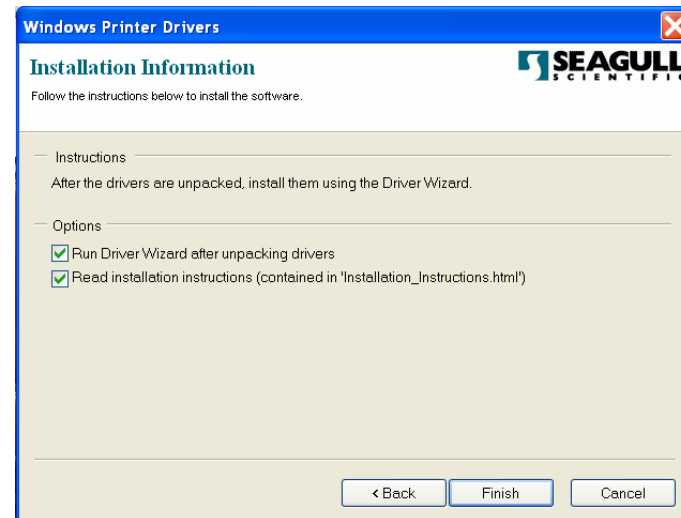 Windows Printer Drivers
Installation Information
SEAGULL
SCIENTIFI
Follow the instructions below to install the software.
Instructions
After the drivers are unpacked, install them using the Driver Wizard.
Options
Run Driver Wizard after unpacking drivers
Read installation instructions (contained in 'Installation_Instructions.html')
< Back
Finish
Cancel